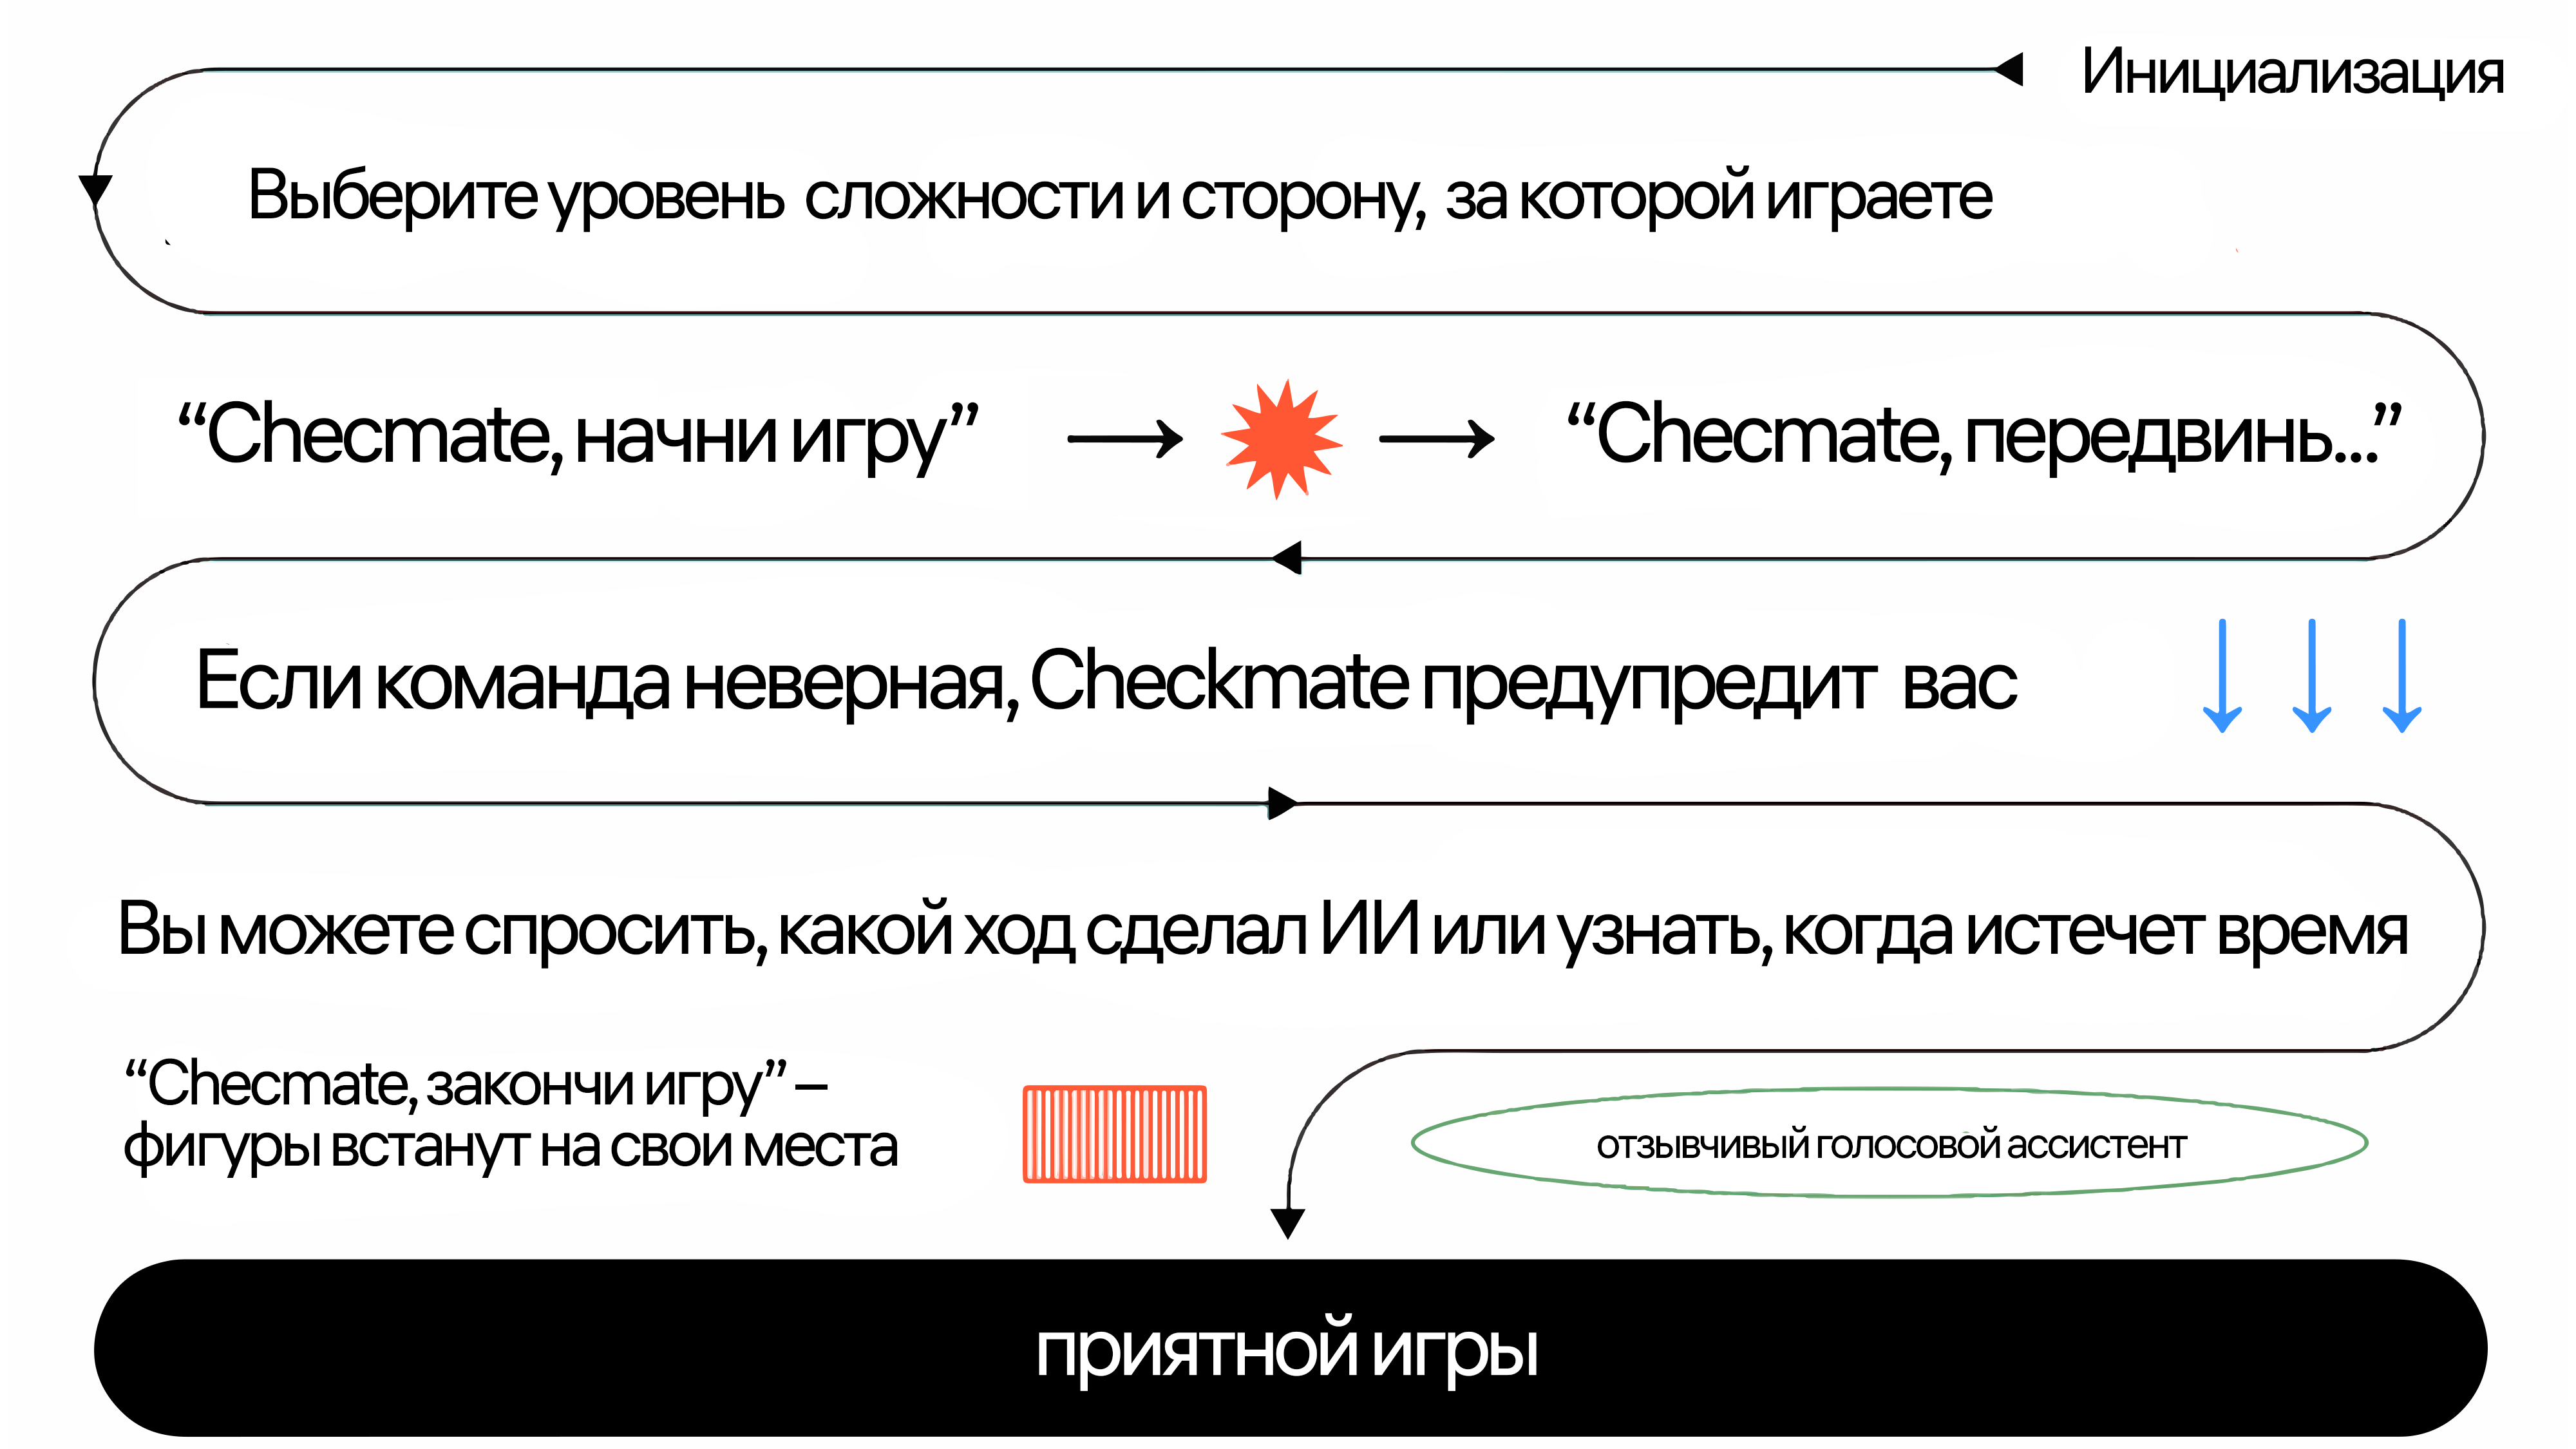 Инициализация
Выберите уровень сложности и сторону, за которой играете
“Checmate, начни игру”
“Checmate, передвинь...”
Если команда неверная, Checkmate предупредит вас
Вы можете спросить, какой ход сделал ИИ или узнать, когда истечет время
“Checmate, закончи игру” –
фигуры встанут на свои места
отзывчивый голосовой ассистент
приятной игры